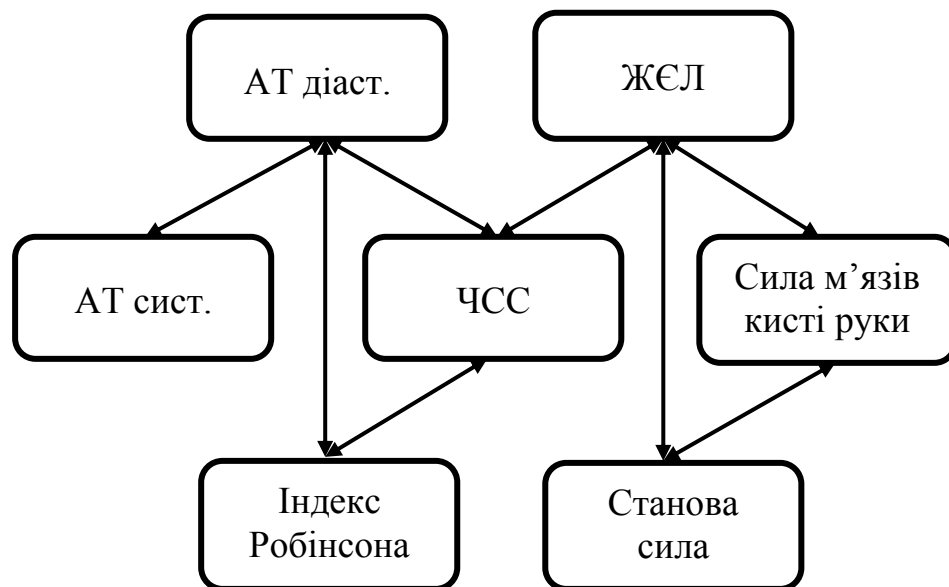 АТ діаст.
ЖЄЛ
АТ сист.
ЧСС
Сила м’язів
кисті руки
Індекс
Робінсона
Станова
сила